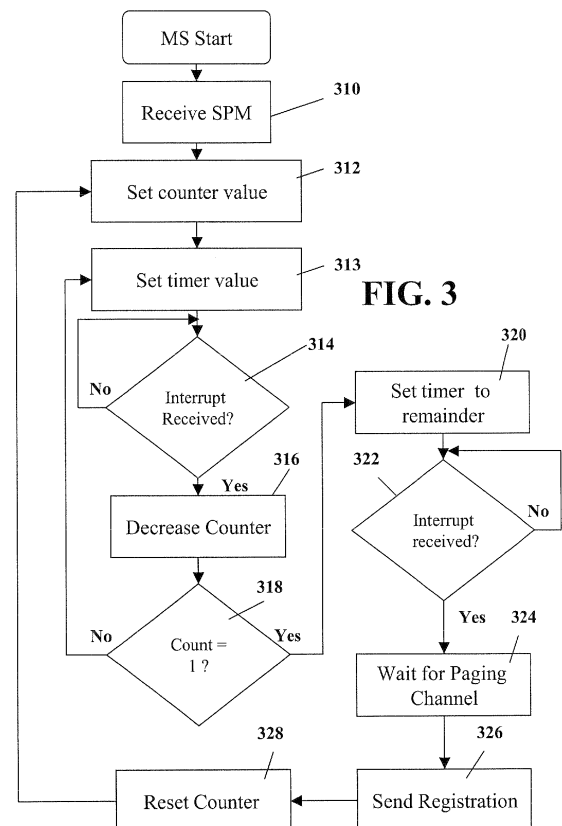 MS Start
310
Receive SPM
312
Set counter value
313
Set timer value
FIG. 3
314
No
Interrupt
Received?
Yes
316
Decrease Counter
318
No
Count =
1 ?
Yes
320
Set timer to
remainder
322
Interrupt
received?
No
Yes
324
Wait for Paging
Channel
326
Send Registration
328
Reset Counter